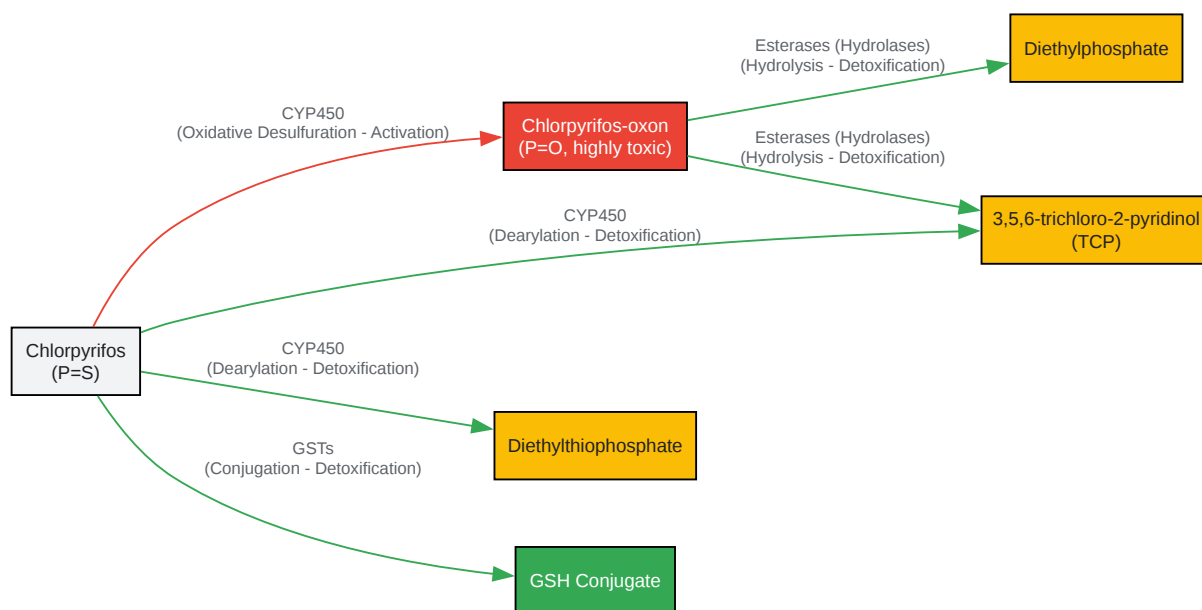 Diethylphosphate
Esterases (Hydrolases)
(Hydrolysis - Detoxification)
CYP450
(Oxidative Desulfuration - Activation)
Chlorpyrifos-oxon
(P=O, highly toxic)
Esterases (Hydrolases)
(Hydrolysis - Detoxification)
CYP450
(Dearylation - Detoxification)
3,5,6-trichloro-2-pyridinol
(TCP)
Chlorpyrifos
(P=S)
CYP450
(Dearylation - Detoxification)
Diethylthiophosphate
GSTs
(Conjugation - Detoxification)
GSH Conjugate